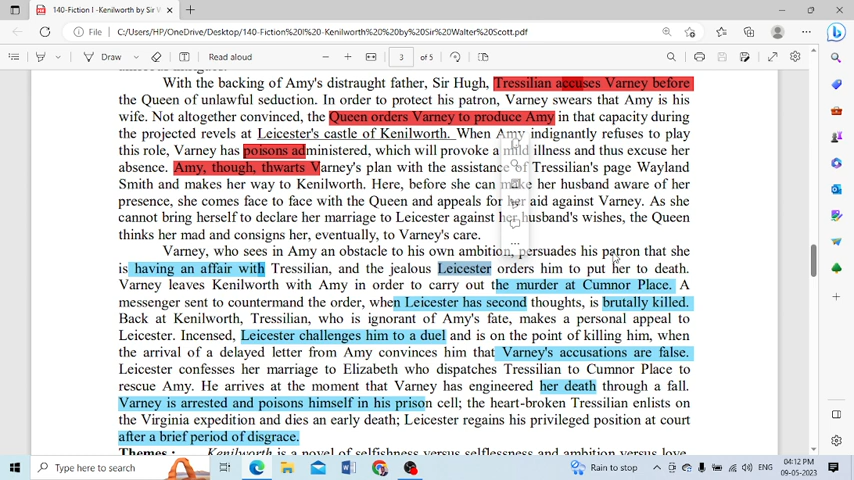 140-Fiction I - Kenilworth by Sir V
C:/Users/HP/OneDrive/Desktop/140-Fiction%20I%20-Kenilworth%20%20by%20Sir%20Walter%20Scott.pdf
Draw
Read aloud
3 of 5
With the backing of Amy's distraught father, Sir Hugh, Tressilian accuses Varney before
the Queen of unlawful seduction. In order to protect his patron, Varney swears that Amy is his
wife. Not altogether convinced, the Queen orders Varney to produce Amy in that capacity during
the projected revels at Leicester's castle of Kenilworth. When Amy indignantly refuses to play
this role, Varney has poisons administered, which will provoke a mild illness and thus excuse her
absence. Amy, though, thwarts Varney's plan with the assistance of Tressilian's page Wayland
Smith and makes her way to Kenilworth. Here, before she can make her husband aware of her
presence, she comes face to face with the Queen and appeals for her aid against Varney. As she
cannot bring herself to declare her marriage to Leicester against her husband's wishes, the Queen
thinks her mad and consigns her, eventually, to Varney's care.
Varney, who sees in Amy an obstacle to his own ambition, persuades his patron that she
is having an affair with Tressilian, and the jealous Leicester orders him to put her to death.
Varney leaves Kenilworth with Amy in order to carry out the murder at Cumnor Place. A
messenger sent to countermand the order, when Leicester has second thoughts, is brutally killed.
Back at Kenilworth, Tressilian, who is ignorant of Amy's fate, makes a personal appeal to
Leicester. Incensed, Leicester challenges him to a duel and is on the point of killing him, when
the arrival of a delayed letter from Amy convinces him that Varney's accusations are false.
Leicester confesses her marriage to Elizabeth who dispatches Tressilian to Cumnor Place to
rescue Amy. He arrives at the moment that Varney has engineered her death through a fall.
Varney is arrested and poisons himself in his prison cell; the heart-broken Tressilian enlists on
the Virginia expedition and dies an early death; Leicester regains his privileged position at court
after a brief period of disgrace.
Themes : Kenilworth is a novel of selfishness versus selflessness and ambition versus love.
Type here to search
Rain to stop
ENG
04:12 PM
09-05-2023